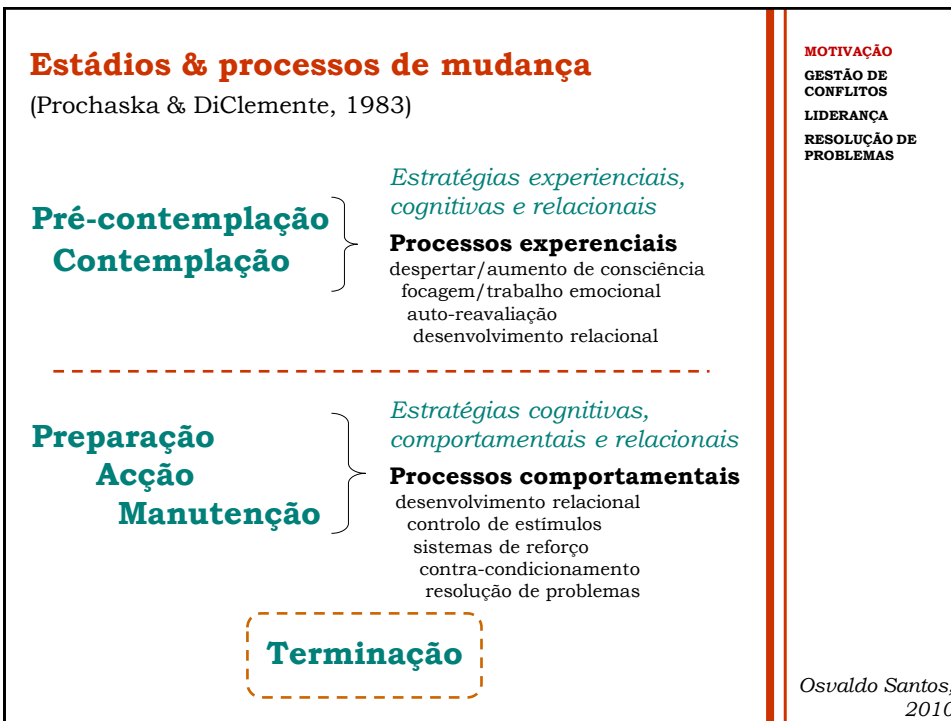 Estádios & processos de mudança
(Prochaska & DiClemente, 1983)
Pré-contemplação
Contemplação
Estratégias experienciais,
cognitivas e relacionais
Processos experenciais
despertar/aumento de consciência
focagem/trabalho emocional
auto-reavaliação
desenvolvimento relacional
Preparação
Acção
Manutenção
Estratégias cognitivas,
comportamentais e relacionais
Processos comportamentais
desenvolvimento relacional
controlo de estímulos
sistemas de reforço
contra-condicionamento
resolução de problemas
Terminação
MOTIVAÇÃO
GESTÃO DE
CONFLITOS
LIDERANÇA
RESOLUÇÃO DE
PROBLEMAS
Osvaldo Santos,
2010